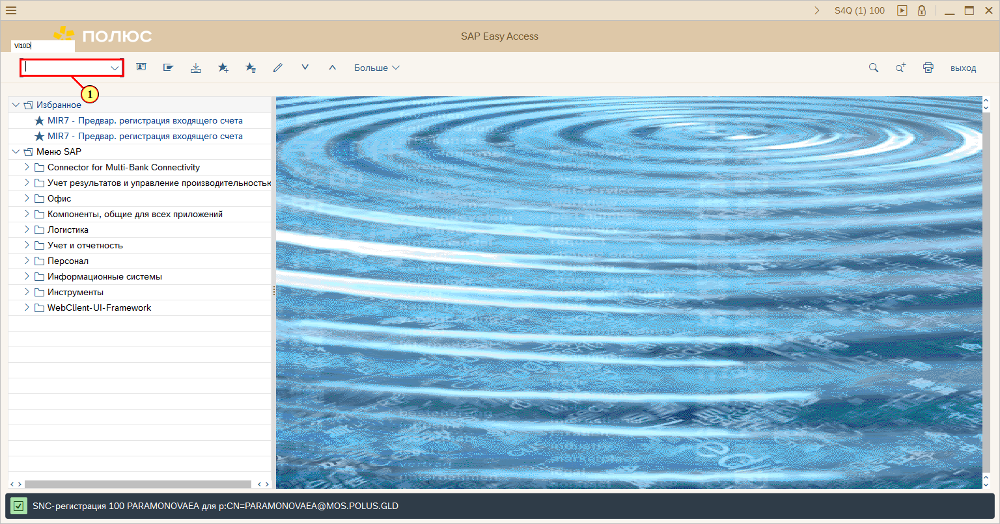 S4Q (1) 100
ПОЛЮС
SAP Easy Access
Vl10D
Больше
выход
1
Избранное
MIR7 - Предвар. регистрация входящего счета
MIR7 - Предвар. регистрация входящего счета
Меню SAP
Connector for Multi-Bank Connectivity
Учет результатов и управление производительностью
Офис
Компоненты, общие для всех приложений
Логистика
Учет и отчетность
Персонал
Информационные системы
Инструменты
WebClient-UI-Framework
SNC-регистрация 100 PARAMONOVAEA для p:CN=PARAMONOVAEA@MOS.POLUS.GLD